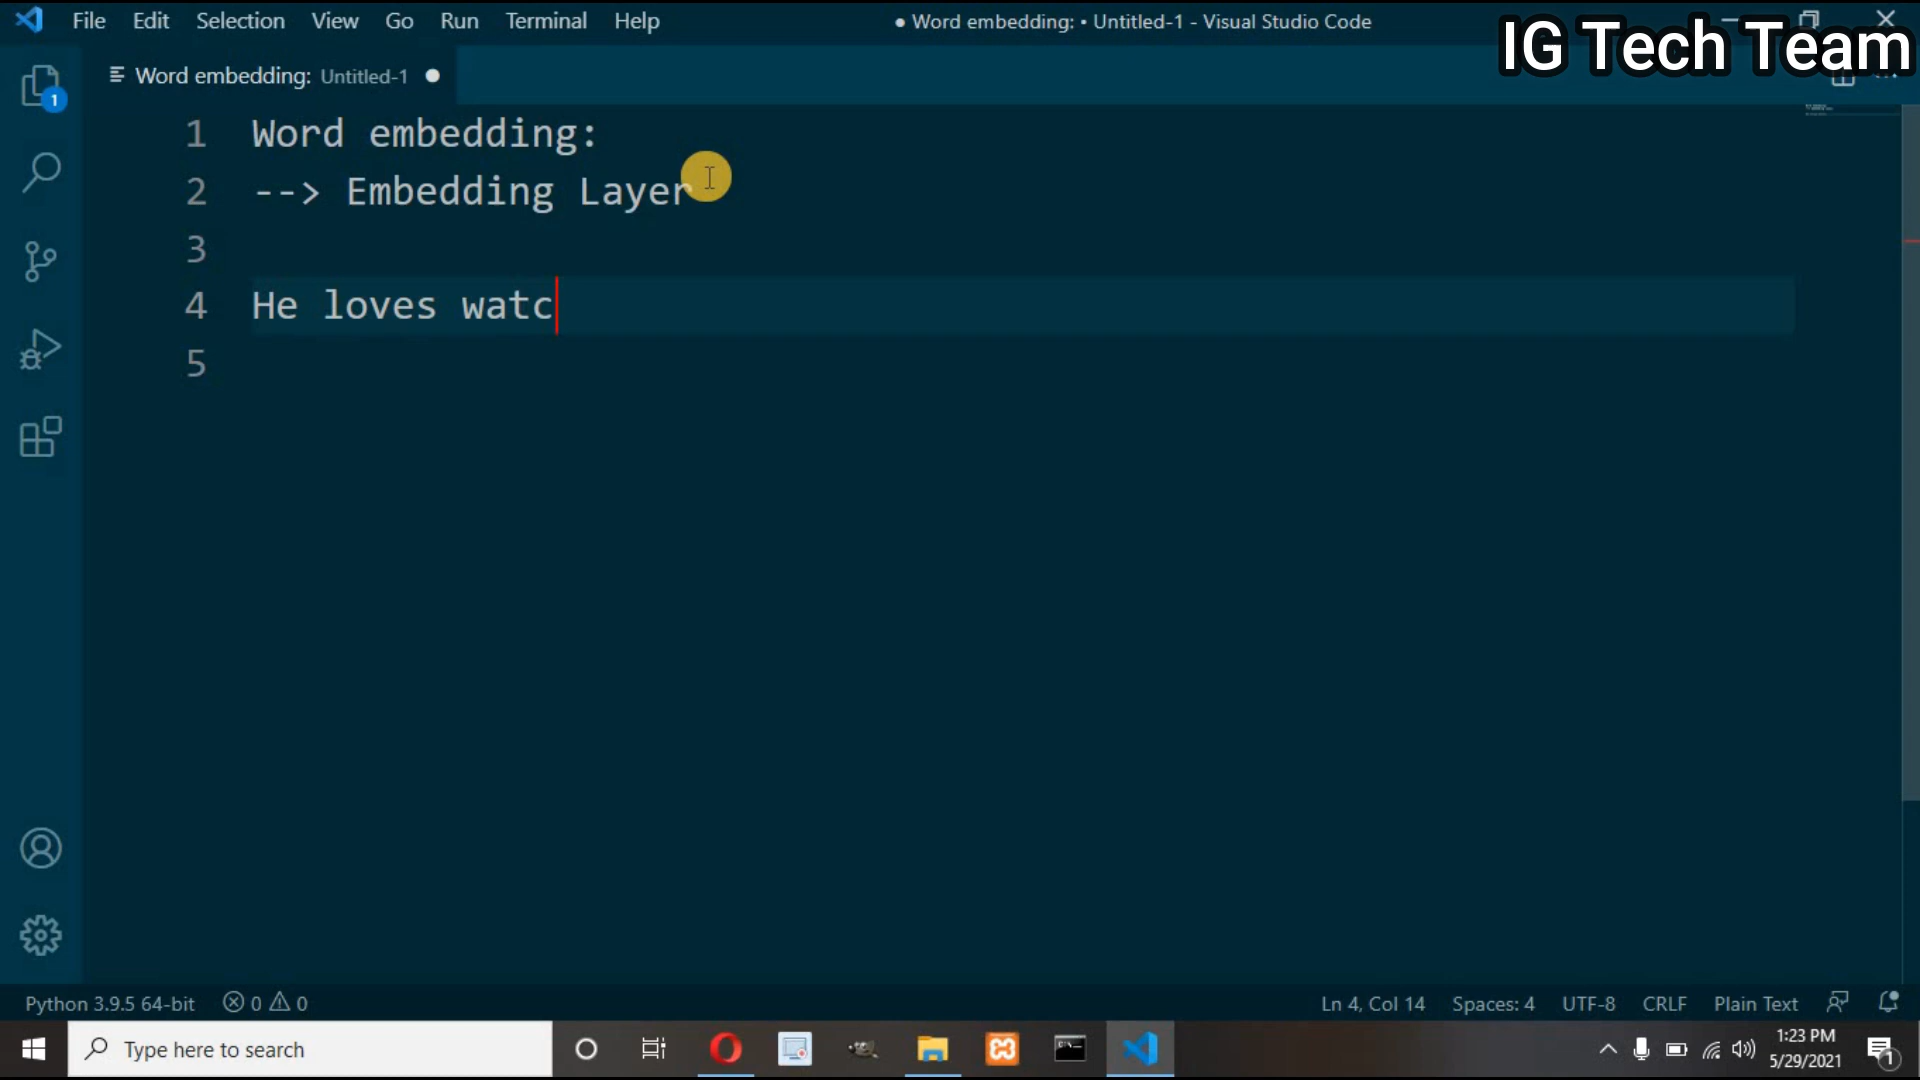 File Edit Selection View Go Run Terminal Help
● Word embedding: • Untitled-1 - Visual Studio Code
IG Tech Team
Word embedding: Untitled-1 ●
1
1 Word embedding:
2 --> Embedding Layer
3
4 He loves watc
5
Python 3.9.5 64-bit 0 0
Ln 4, Col 14 Spaces: 4 UTF-8 CRLF Plain Text
Type here to search
1:23 PM
5/29/2021
1